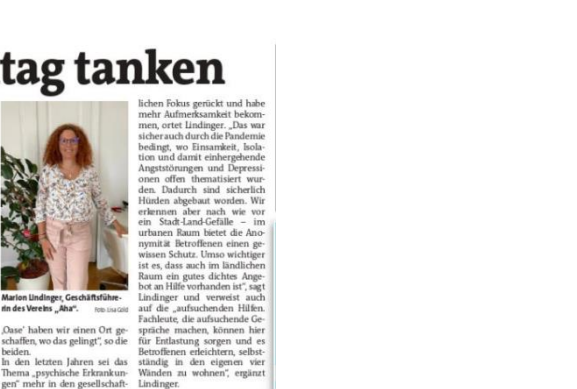 tag tanken
Marion Lindinger, Geschäftsführe-
rin des Vereins „Aha“. Foto: Lisa Gold
‚Oase‘ haben wir einen Ort ge-
schaffen, wo das gelingt“, so die
beiden.
In den letzten Jahren sei das
Thema „psychische Erkrankun-
gen“ mehr in den gesellschaft-
lichen Fokus gerückt und habe
mehr Aufmerksamkeit bekom-
men, ortet Lindinger. „Das war
sicher auch durch die Pandemie
bedingt, wo Einsamkeit, Isola-
tion und damit einhergehende
Angststörungen und Depressi-
onen offen thematisiert wur-
den. Dadurch sind sicherlich
Hürden abgebaut worden. Wir
erkennen aber nach wie vor
ein Stadt-Land-Gefälle – im
urbanen Raum bietet die Ano-
nymität Betroffenen einen ge-
wissen Schutz. Umso wichtiger
ist es, dass auch im ländlichen
Raum ein gutes dichtes Ange-
bot an Hilfe vorhanden ist“, sagt
Lindinger und verweist auch
auf die „aufsuchenden Hilfen.
Fachleute, die aufsuchende Ge-
spräche machen, können hier
für Entlastung sorgen und es
Betroffenen erleichtern, selbst-
ständig in den eigenen vier
Wänden zu wohnen“, ergänzt
Lindinger.